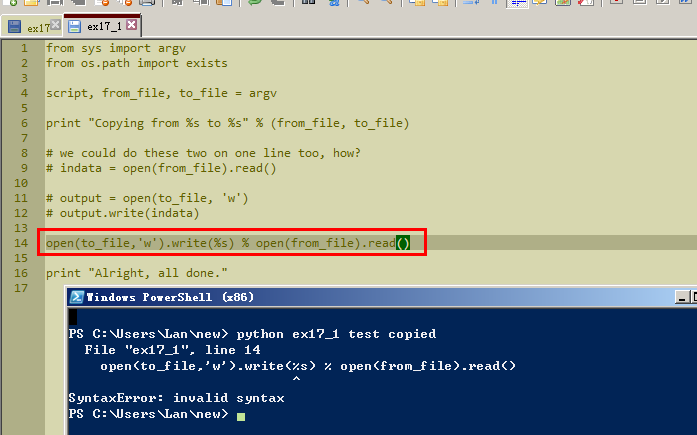 ex17
ex17_1
1 from sys import argv
2 from os.path import exists
3
4 script, from_file, to_file = argv
5
6 print "Copying from %s to %s" % (from_file, to_file)
7
8 # we could do these two on one line too, how?
9 # indata = open(from_file).read()
10
11 # output = open(to_file, 'w')
12 # output.write(indata)
13
14 open(to_file,'w').write(%s) % open(from_file).read()
15
16 print "Alright, all done."
17
Windows PowerShell (x86)
PS C:\Users\Lan\new> python ex17_1 test copied
File "ex17_1", line 14
open(to_file,'w').write(%s) % open(from_file).read()
^
SyntaxError: invalid syntax
PS C:\Users\Lan\new>